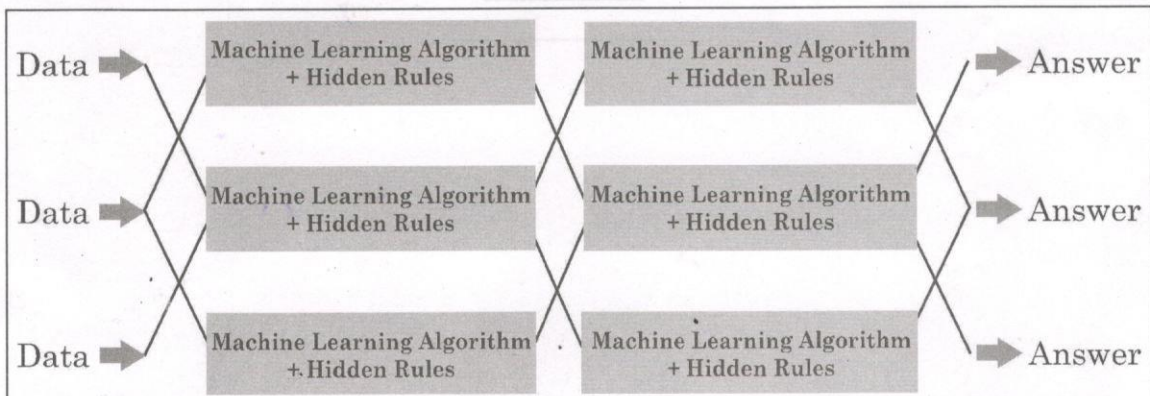 Data
Machine Learning Algorithm
+ Hidden Rules
Machine Learning Algorithm
+ Hidden Rules
Answer
Data
Machine Learning Algorithm
+ Hidden Rules
Machine Learning Algorithm
+ Hidden Rules
Answer
Data
Machine Learning Algorithm
+ Hidden Rules
Machine Learning Algorithm
+ Hidden Rules
Answer